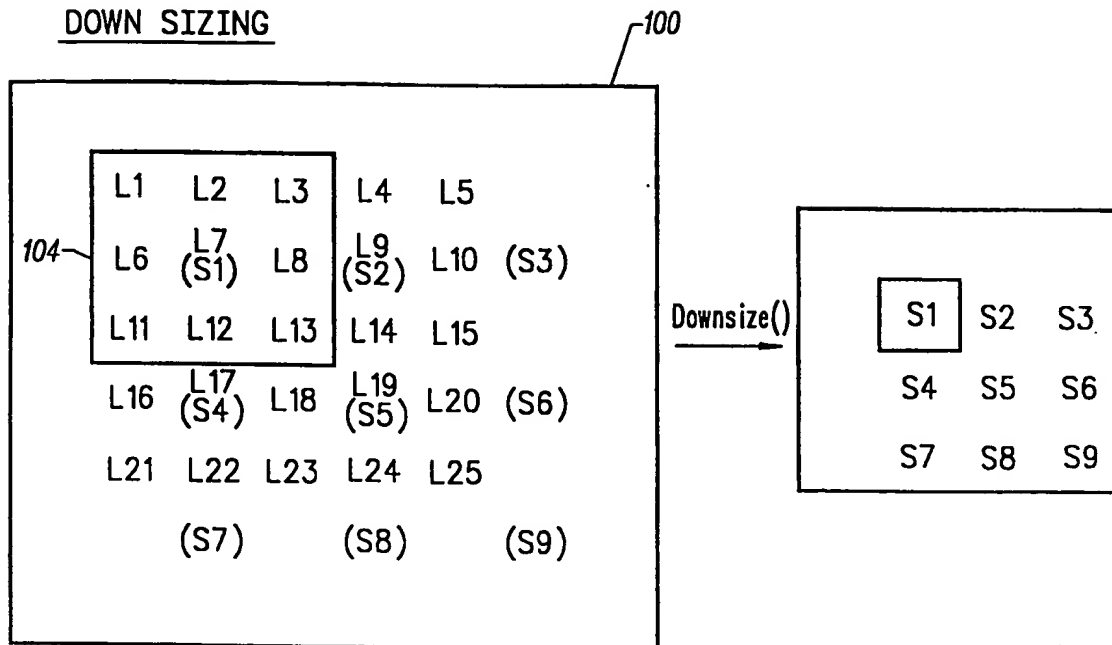 DOWN SIZING
100
L1 L2 L3 L4 L5
104
L6 L7 L8 L9 L10 (S3)
(S1) (S2)
L11 L12 L13 L14 L15
L16 L17 L18 L19 L20 (S6)
(S4) (S5)
L21 L22 L23 L24 L25
(S7) (S8) (S9)
Downsize()
S1 S2 S3
S4 S5 S6
S7 S8 S9